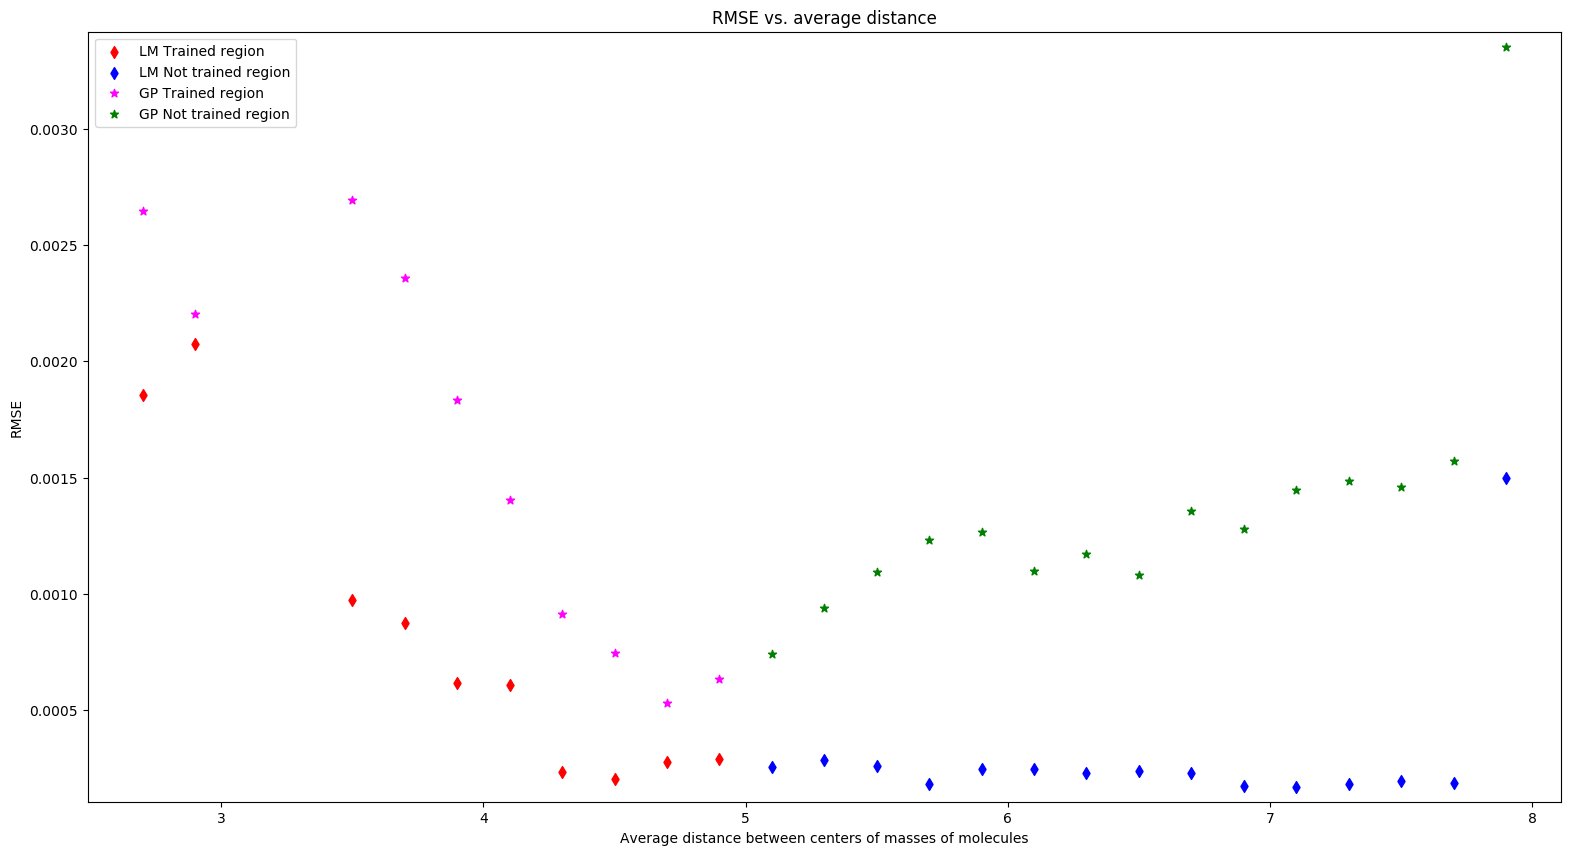 RMSE vs. average distance
LM Trained region
LM Not trained region
GP Trained region
GP Not trained region
0.0030
0.0025
0.0020
0.0015
0.0010
0.0005
RMSE
3 4 5 6 7 8
Average distance between centers of masses of molecules